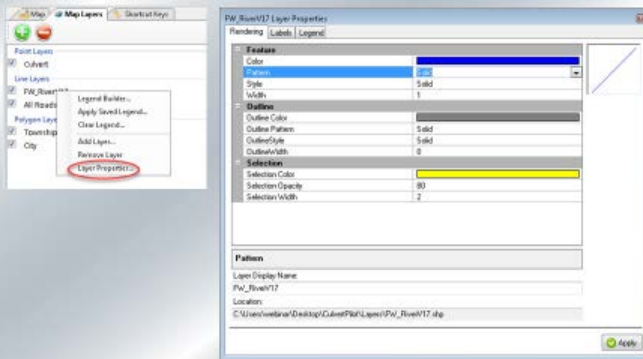 Map
Map Layers
Shortcut Keys
Point Layers
Culvert
Line Layers
FW_RiverV17
All Roads
Polygon Layers
Township
City
Legend Builder...
Apply Saved Legend...
Clear Legend...
Add Layer...
Remove Layer
Layer Properties...
FW_RiverV17 Layer Properties
Rendering Labels Legend
Feature
Color
Pattern Solid
Style Solid
Width 1
Outline
Outline Color
Outline Pattern Solid
OutlineStyle Solid
OutlineWidth 0
Selection
Selection Color
Selection Opacity 80
Selection Width 2
Pattern
Layer Display Name:
FW_RiverV17
Location:
C:\Users\webinar\Desktop\CulvertPilot\Layers\FW_RiverV17.shp
Apply